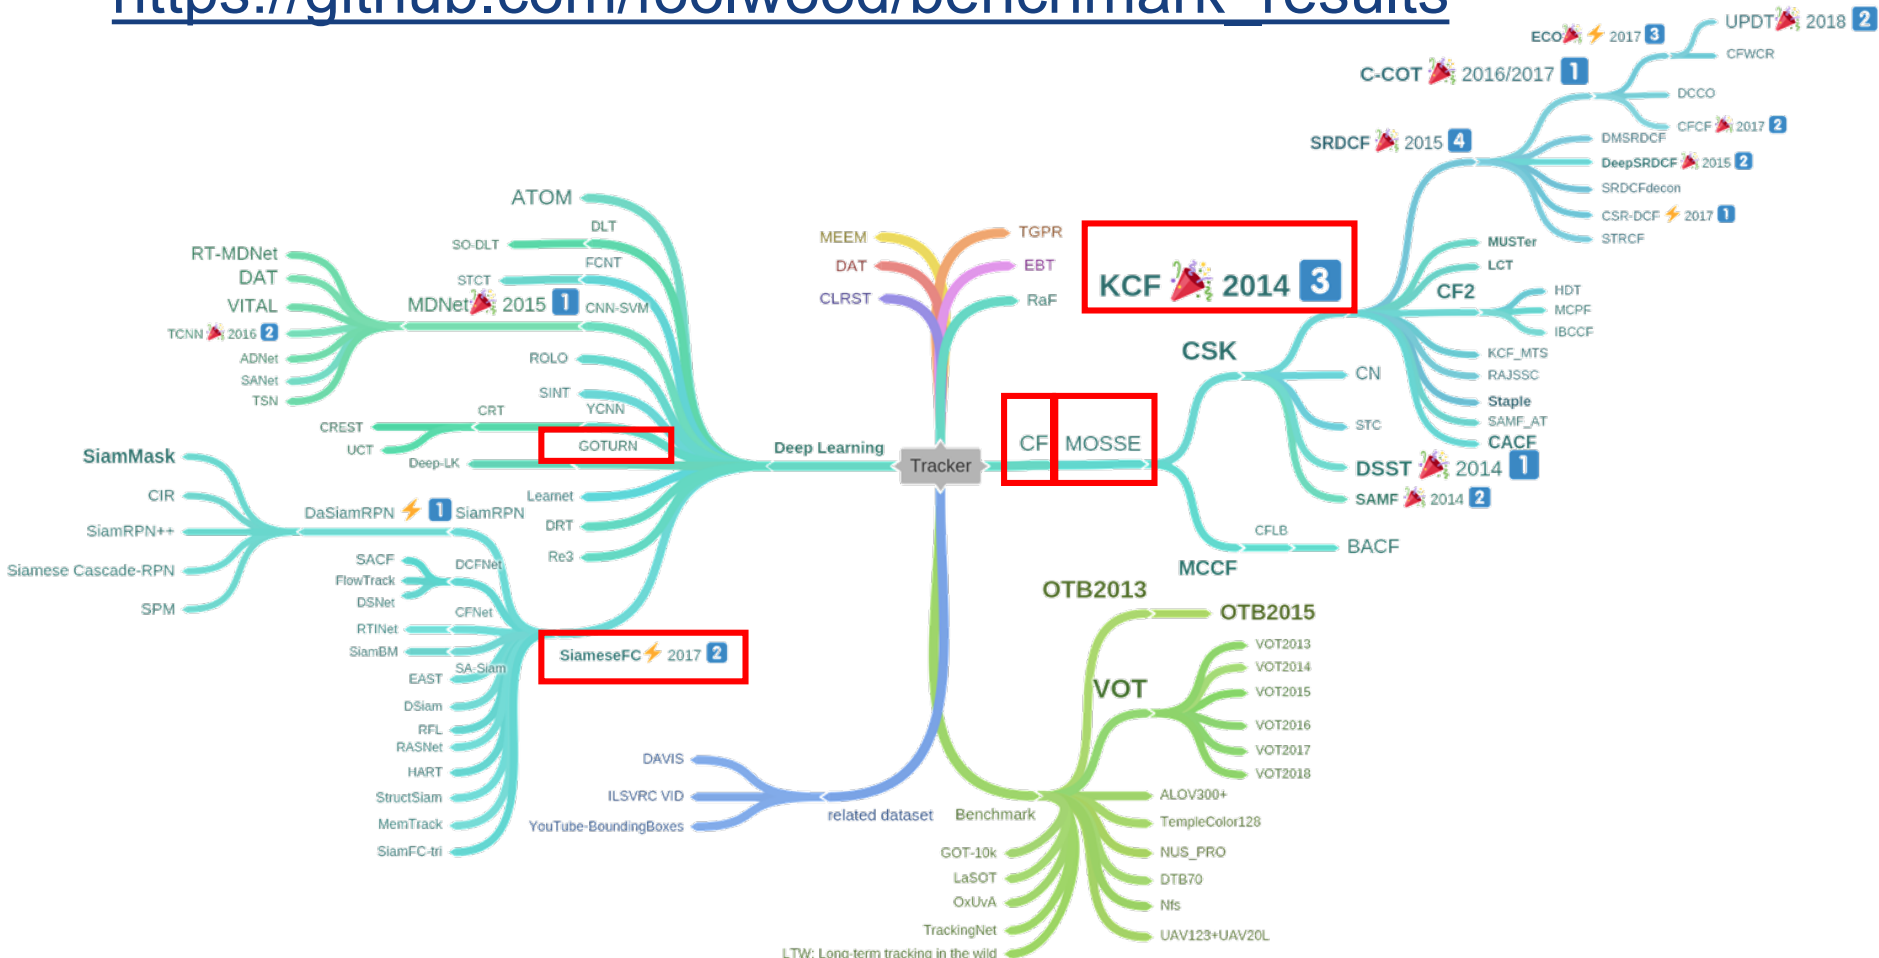 https://github.com/foolwood/benchmark_results
UPDT 2018 2
ECO 2017 3
CFWCR
C-COT 2016/2017 1
DCCO
CFCF 2017 2
SRDCF 2015 4
DMSRDCF
DeepSRDCF 2015 2
SRDCFdecon
CSR-DCF 2017 1
STRCF
ATOM
DLT
SO-DLT
FCNT
STCT
RT-MDNet
DAT
VITAL
MDNet 2015 1
CNN-SVM
TCNN 2016 2
ADNet
SANet
TSN
ROLO
SINT
YCNN
CRT
CREST
UCT
GOTURN
Deep-LK
Deep Learning
Learnet
DRT
Re3
MEEM
DAT
CLRST
TGPR
EBT
RaF
Tracker
CF
MOSSE
KCF 2014 3
MUSTer
LCT
CF2
HDT
MCPF
IBCCF
KCF_MTS
RAJSSC
Staple
SAMF_AT
CACF
CSK
CN
STC
DSST 2014 1
SAMF 2014 2
CFLB
BACF
MCCF
SiamMask
CIR
DaSiamRPN 1
SiamRPN
SiamRPN++
Siamese Cascade-RPN
SPM
SACF
FlowTrack
DSNet
DCFNet
CFNet
RTINet
SiamBM
SA-Siam
SiameseFC 2017 2
EAST
DSiam
RFL
RASNet
HART
StructSiam
MemTrack
SiamFC-tri
OTB2013
OTB2015
VOT
VOT2013
VOT2014
VOT2015
VOT2016
VOT2017
VOT2018
DAVIS
ILSVRC VID
YouTube-BoundingBoxes
related dataset
Benchmark
ALOV300+
TempleColor128
NUS_PRO
DTB70
Nfs
UAV123+UAV20L
GOT-10k
LaSOT
OxUvA
TrackingNet
LTW: Long-term tracking in the wild